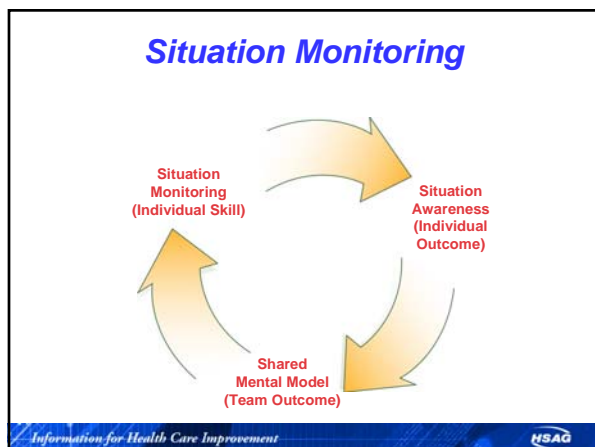 Situation Monitoring
Situation
Monitoring
(Individual Skill)
Situation
Awareness
(Individual
Outcome)
Shared
Mental Model
(Team Outcome)
Information for Health Care Improvement
HSAG